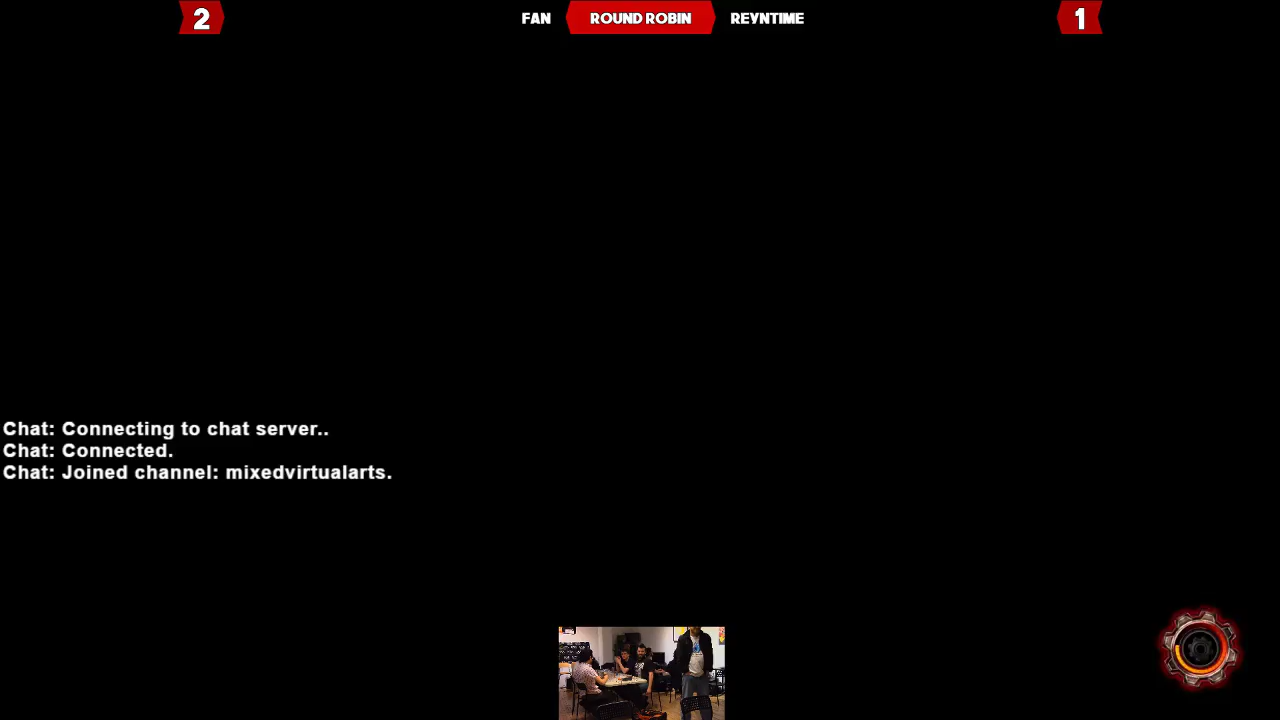 2
FAN
ROUND ROBIN
REYNTIME
1
Chat: Connecting to chat server..
Chat: Connected.
Chat: Joined channel: mixedvirtualarts.